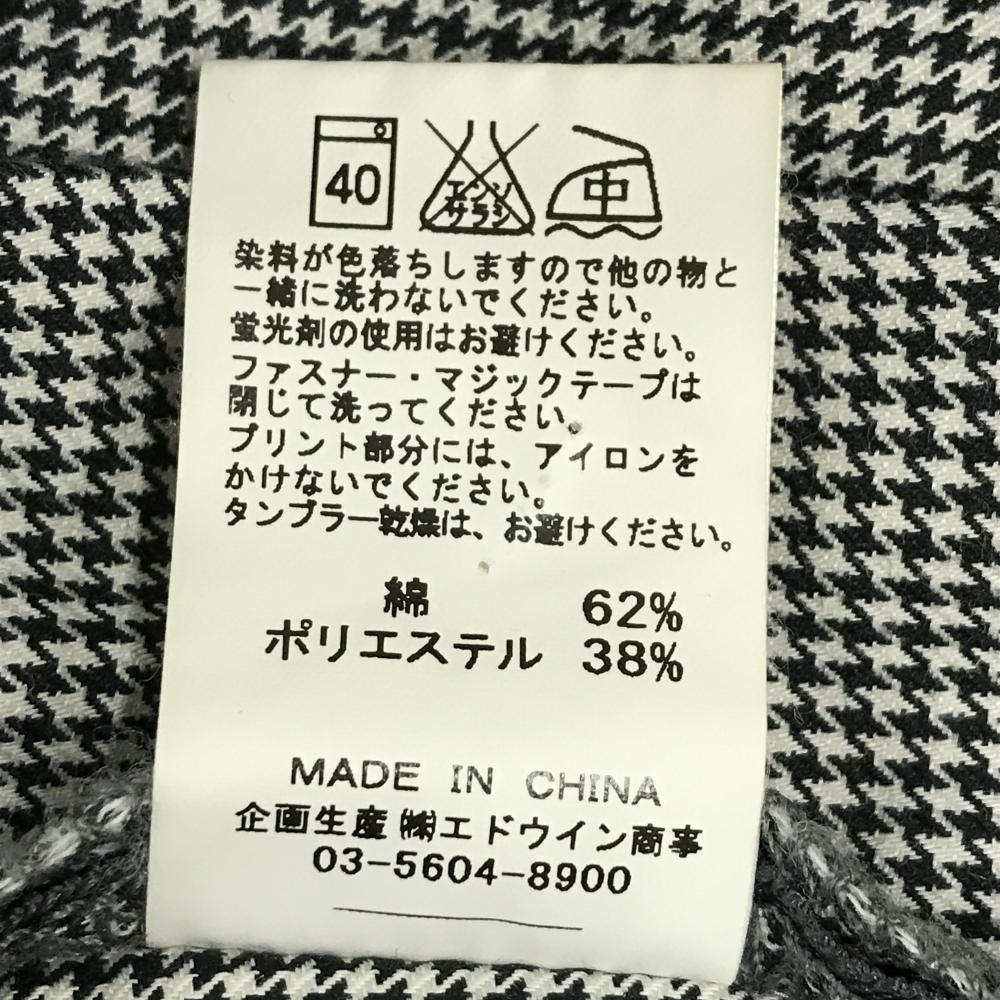 40
エンソ
サラシ
中
染料が色落ちしますので他の物と
一緒に洗わないでください。
蛍光剤の使用はお避けください。
ファスナー・マジックテープは
閉じて洗ってください。
プリント部分には、アイロンを
かけないでください。
タンブラー乾燥は、お避けください。
綿 62%
ポリエステル 38%
MADE IN CHINA
企画生産㈱エドウイン商事
03-5604-8900